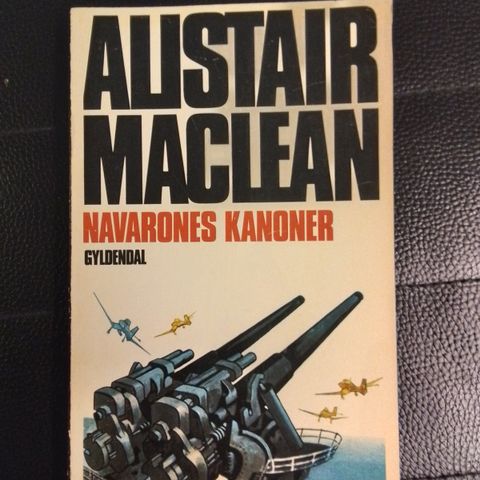 ALISTAIR
MACLEAN
NAVARONES KANONER
GYLDENDAL